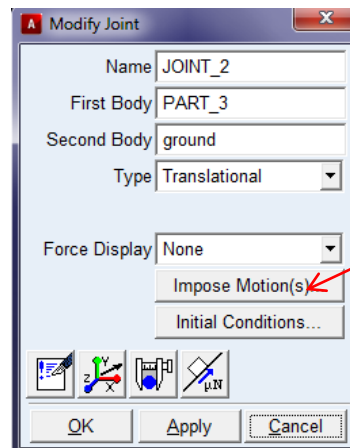 Modify Joint
Name JOINT_2
First Body PART_3
Second Body ground
Type Translational
Force Display None
Impose Motion(s)
Initial Conditions...
z Y x
μN
OK Apply Cancel